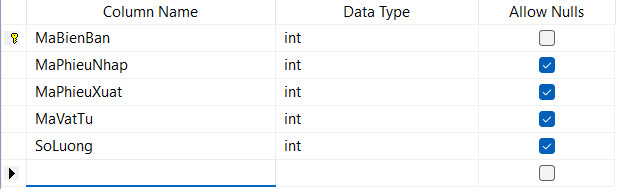 Column Name Data Type Allow Nulls
MaBienBan int
MaPhieuNhap int
MaPhieuXuat int
MaVatTu int
SoLuong int